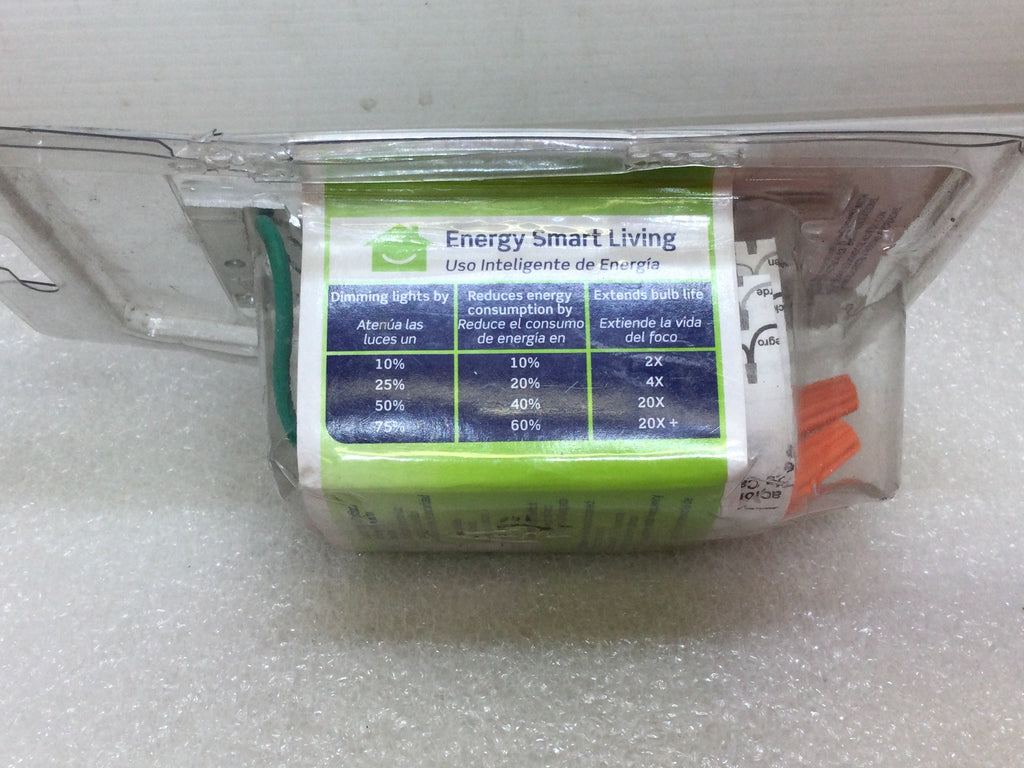 Energy Smart Living
Uso Inteligente de Energía
Dimming lights by
Atenúa las
luces un
Reduces energy
consumption by
Reduce el consumo
de energía en
Extends bulb life
Extiende la vida
del foco
10% 10% 2X
25% 20% 4X
50% 40% 20X
75% 60% 20X +